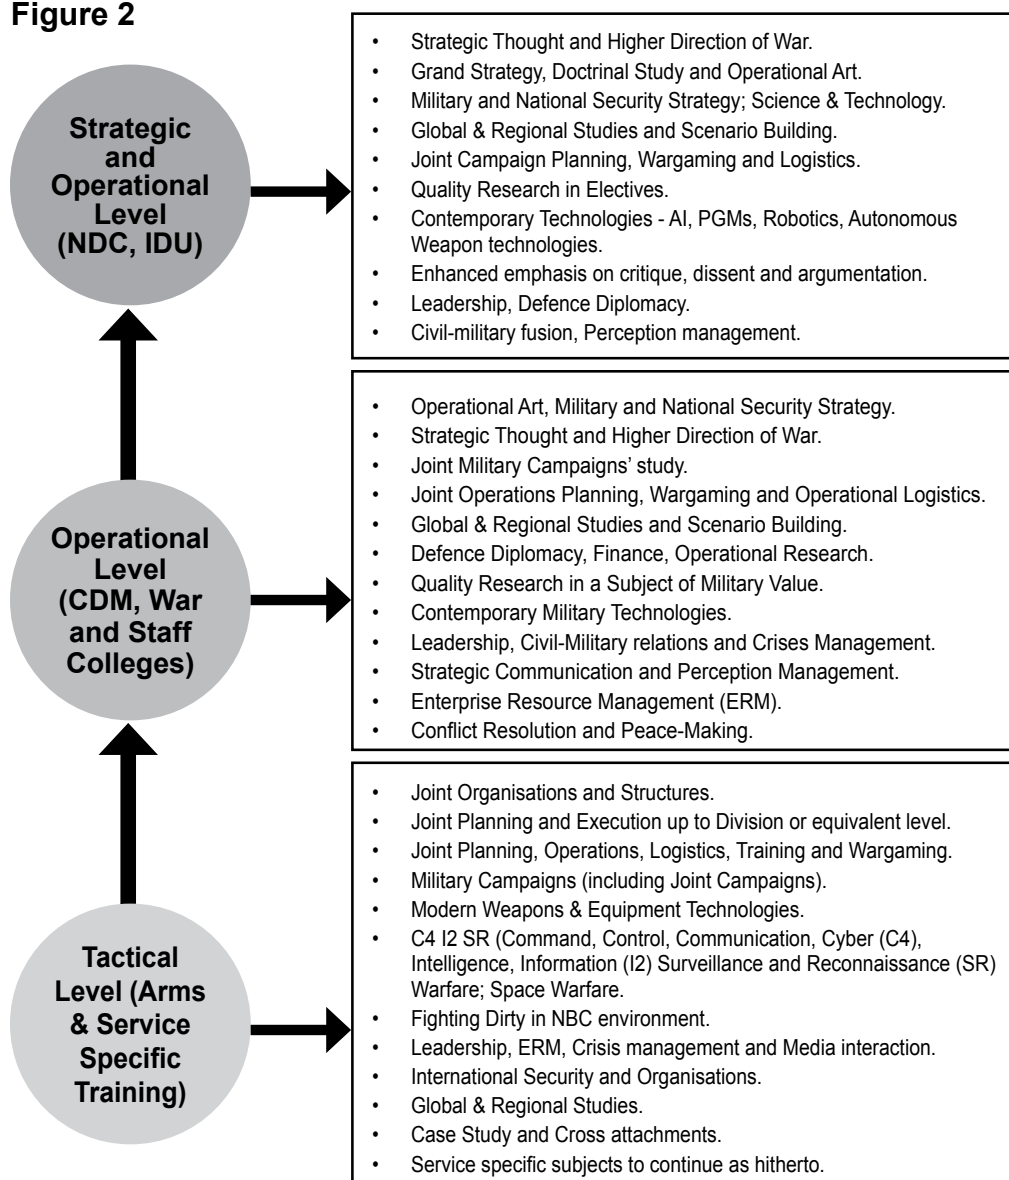 Figure 2
Strategic
and
Operational
Level
(NDC, IDU)
• Strategic Thought and Higher Direction of War.
• Grand Strategy, Doctrinal Study and Operational Art.
• Military and National Security Strategy; Science & Technology.
• Global & Regional Studies and Scenario Building.
• Joint Campaign Planning, Wargaming and Logistics.
• Quality Research in Electives.
• Contemporary Technologies - AI, PGMs, Robotics, Autonomous
Weapon technologies.
• Enhanced emphasis on critique, dissent and argumentation.
• Leadership, Defence Diplomacy.
• Civil-military fusion, Perception management.
Operational
Level
(CDM, War
and Staff
Colleges)
• Operational Art, Military and National Security Strategy.
• Strategic Thought and Higher Direction of War.
• Joint Military Campaigns’ study.
• Joint Operations Planning, Wargaming and Operational Logistics.
• Global & Regional Studies and Scenario Building.
• Defence Diplomacy, Finance, Operational Research.
• Quality Research in a Subject of Military Value.
• Contemporary Military Technologies.
• Leadership, Civil-Military relations and Crises Management.
• Strategic Communication and Perception Management.
• Enterprise Resource Management (ERM).
• Conflict Resolution and Peace-Making.
Tactical
Level (Arms
& Service
Specific
Training)
• Joint Organisations and Structures.
• Joint Planning and Execution up to Division or equivalent level.
• Joint Planning, Operations, Logistics, Training and Wargaming.
• Military Campaigns (including Joint Campaigns).
• Modern Weapons & Equipment Technologies.
• C4 I2 SR (Command, Control, Communication, Cyber (C4),
Intelligence, Information (I2) Surveillance and Reconnaissance (SR)
Warfare; Space Warfare.
• Fighting Dirty in NBC environment.
• Leadership, ERM, Crisis management and Media interaction.
• International Security and Organisations.
• Global & Regional Studies.
• Case Study and Cross attachments.
• Service specific subjects to continue as hitherto.